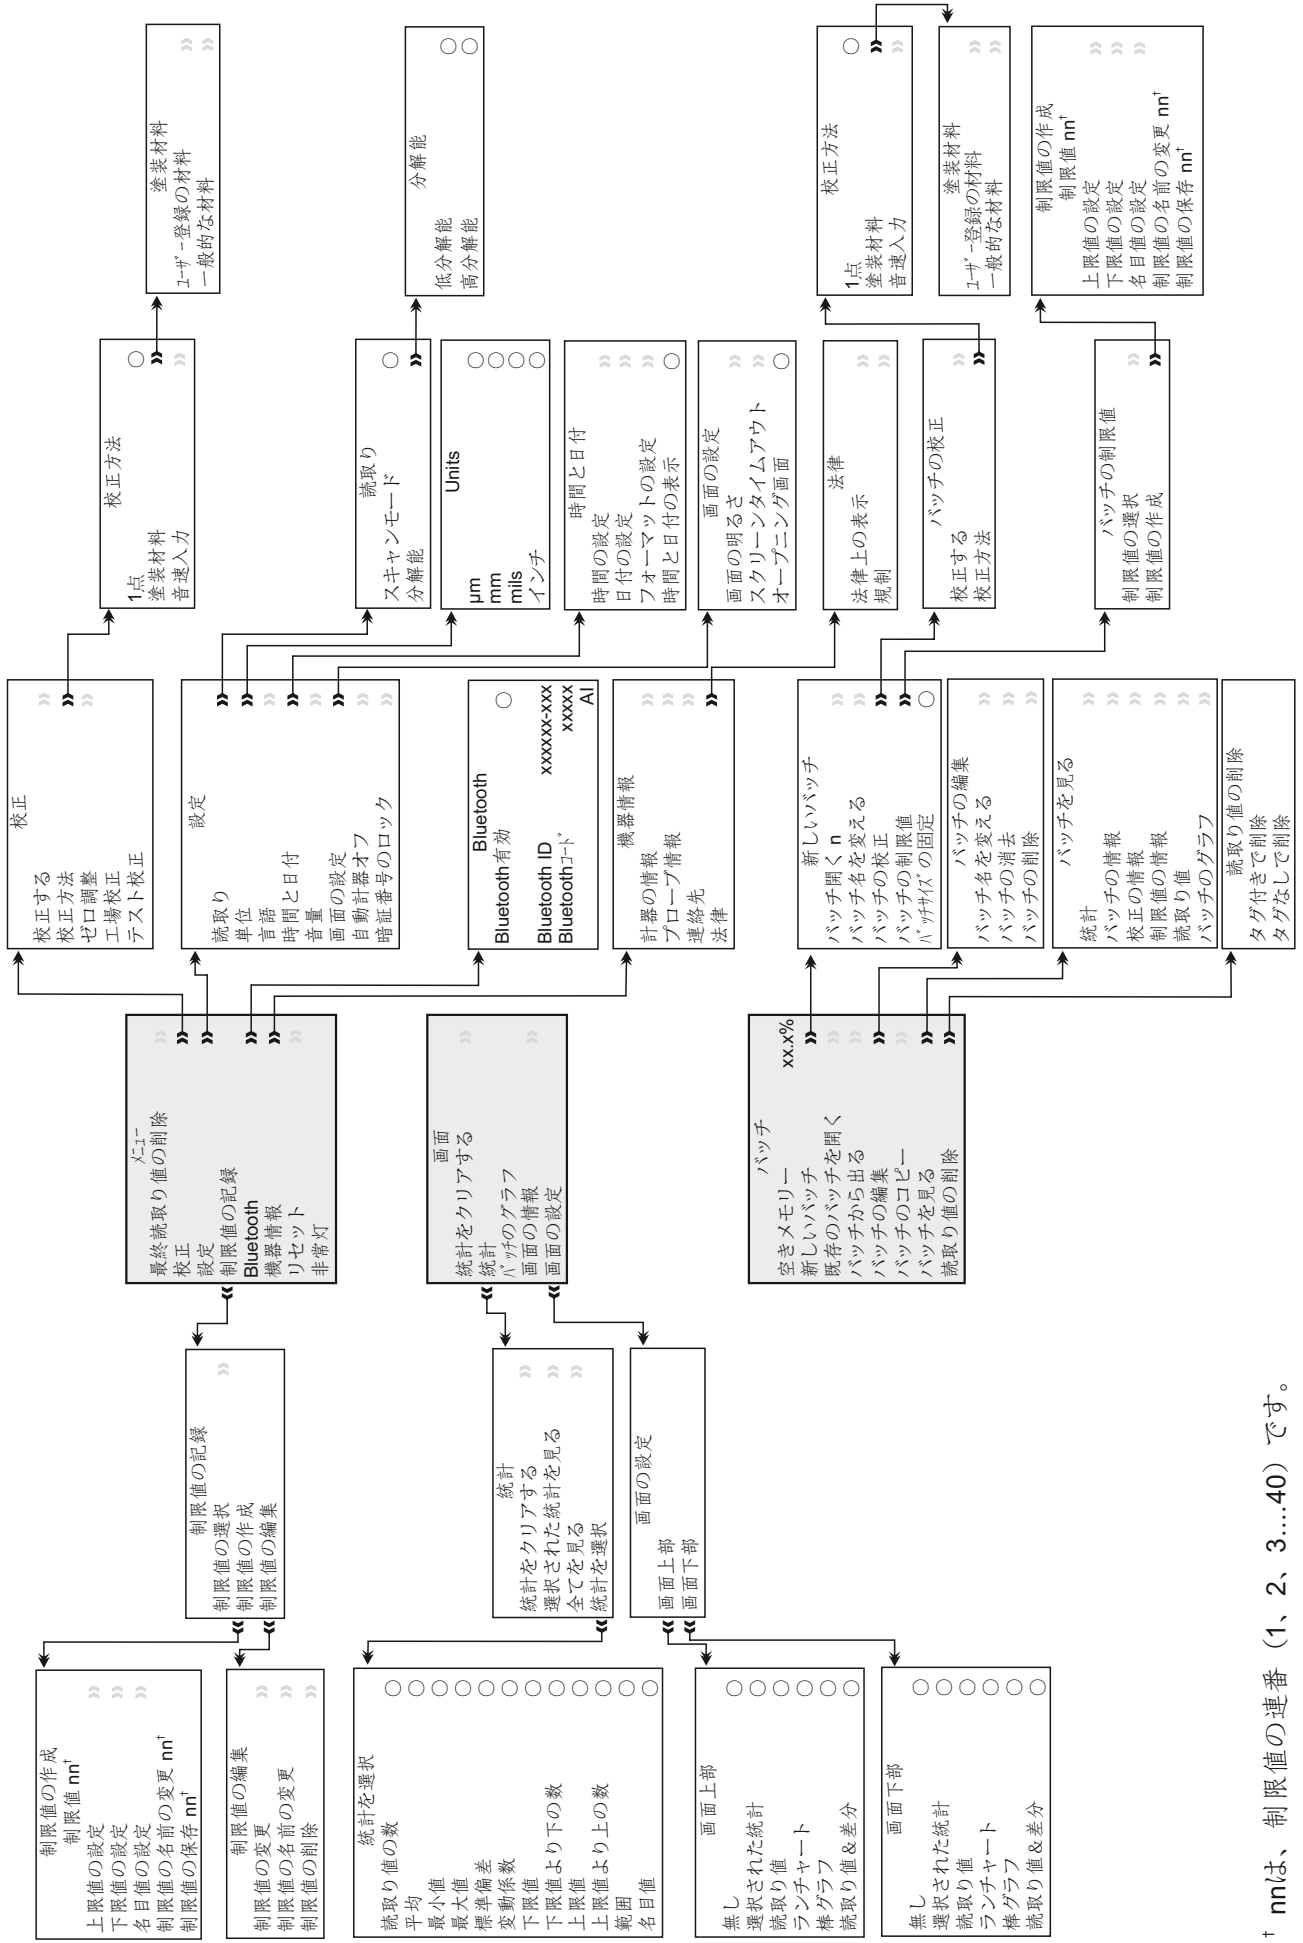 制限値の作成
制限値 nn†
上限値の設定
下限値の設定
名目値の設定
制限値の名前の変更 nn†
制限値の保存 nn†
制限値の編集
制限値の変更
制限値の名前の変更
制限値の削除
統計を選択
読取り値の数
平均
最小値
最大値
標準偏差
変動係数
下限値
下限値より下の数
上限値
上限値より上の数
範囲
名目値
画面上部
無し
選択された統計
読取り値
ランチャート
棒グラフ
読取り値&差分
画面下部
無し
選択された統計
読取り値
ランチャート
棒グラフ
読取り値&差分
制限値の記録
制限値の選択
制限値の作成
制限値の編集
統計
統計をクリアする
選択された統計を見る
全てを見る
統計を選択
画面の設定
画面上部
画面下部
ﾒﾆｭｰ
最終読取り値の削除
校正
設定
制限値の記録
Bluetooth
機器情報
リセット
非常灯
画面
統計をクリアする
統計
ﾊﾞｯﾁのグラフ
画面の情報
画面の設定
バッチ
空きメモリー xx.x%
新しいバッチ
既存のバッチを開く
バッチから出る
バッチの編集
バッチのコピー
バッチを見る
読取り値の削除
校正
校正する
校正方法
ゼロ調整
工場校正
テスト校正
設定
読取り
単位
言語
時間と日付
音量
画面の設定
自動計器オフ
暗証番号のロック
Bluetooth
Bluetooth有効
Bluetooth ID xxxxxx-xxx
Bluetoothｺｰﾄﾞ xxxxx
AI
機器情報
計器の情報
プローブ情報
連絡先
法律
新しいバッチ
バッチ開く n
バッチ名を変える
バッチの校正
バッチの制限値
ﾊﾞｯﾁｻｲｽﾞの固定
バッチの編集
バッチ名を変える
バッチの消去
バッチの削除
バッチを見る
統計
バッチの情報
校正の情報
制限値の情報
読取り値
バッチのグラフ
読取り値の削除
タグ付きで削除
タグなしで削除
校正方法
1点
塗装材料
音速入力
読取り
スキャンモード
分解能
Units
µm
mm
mils
インチ
時間と日付
時間の設定
日付の設定
フォーマットの設定
時間と日付の表示
画面の設定
画面の明るさ
スクリーンタイムアウト
オープニング画面
法律
法律上の表示
規制
バッチの校正
校正する
校正方法
バッチの制限値
制限値の選択
制限値の作成
塗装材料
ﾕｰｻﾞｰ登録の材料
一般的な材料
分解能
低分解能
高分解能
校正方法
1点
塗装材料
音速入力
塗装材料
ﾕｰｻﾞｰ登録の材料
一般的な材料
制限値の作成
制限値 nn†
上限値の設定
下限値の設定
名目値の設定
制限値の名前の変更 nn†
制限値の保存 nn†
† nnは、制限値の連番（1、2、3....40）です。